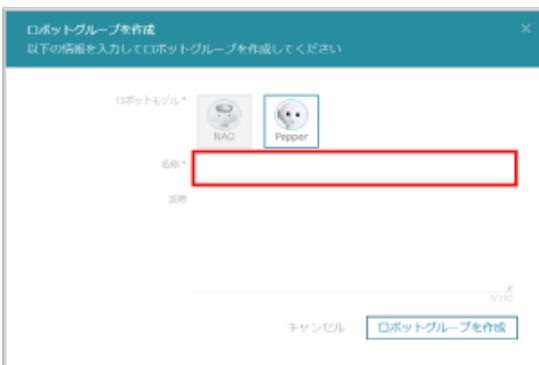 ロボットグループを作成
以下の情報を入力してロボットグループを作成してください
ロボットモデル*
NAO
Pepper
名称*
説明
キャンセル
ロボットグループを作成